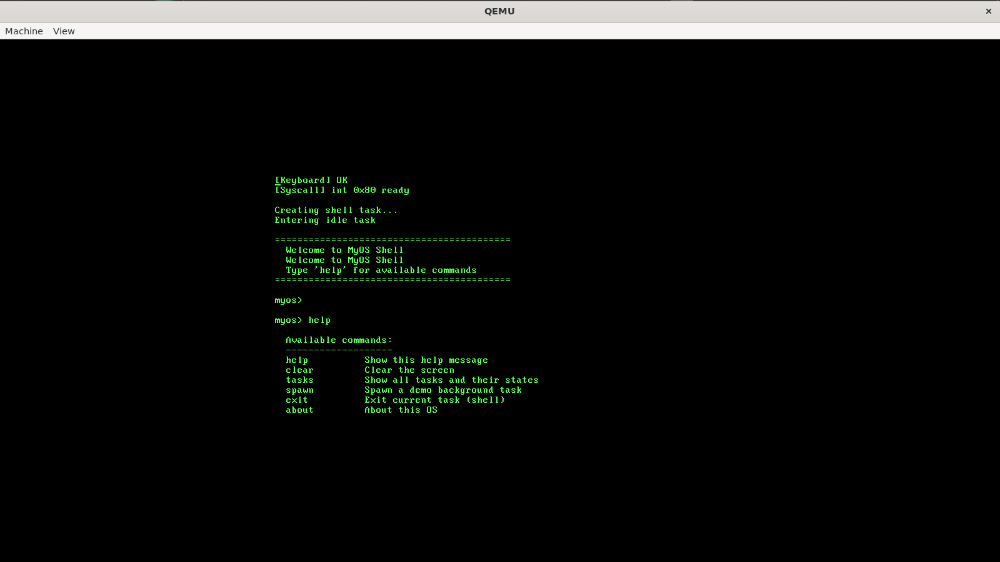 QEMU
Machine View
[Keyboard] OK
[Syscall] int 0x80 ready
Creating shell task...
Entering idle task
==========================================
Welcome to MyOS Shell
Welcome to MyOS Shell
Type 'help' for available commands
==========================================
myos>
myos> help
Available commands:
-------------------
help Show this help message
clear Clear the screen
tasks Show all tasks and their states
spawn Spawn a demo background task
exit Exit current task (shell)
about About this OS